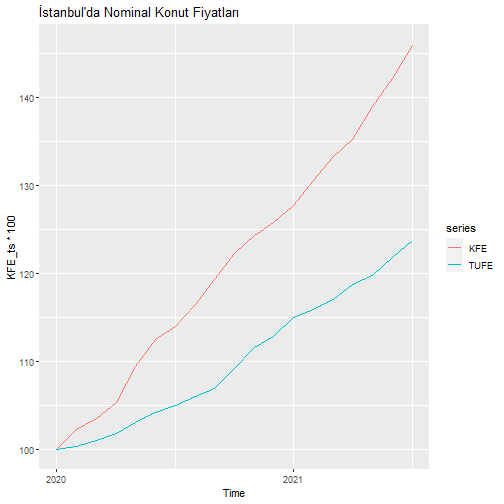 İstanbul'da Nominal Konut Fiyatları
KFE_ts * 100
140
130
120
110
100
2020
2021
Time
series
KFE
TUFE